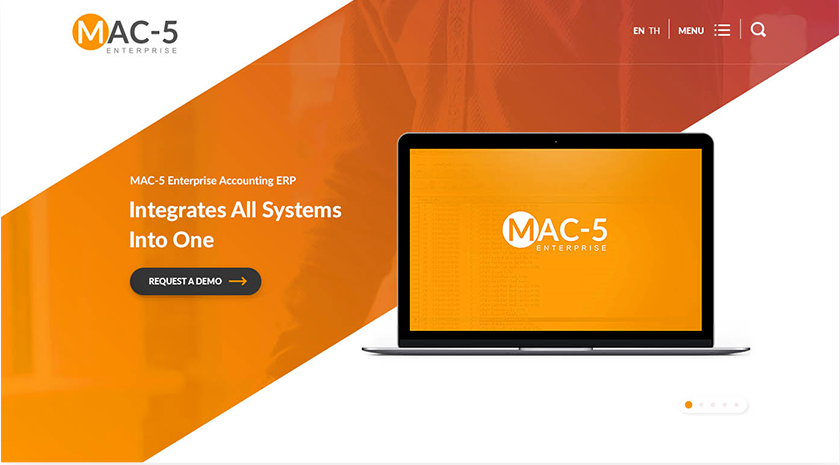 MAC-5
ENTERPRISE
EN TH MENU
MAC-5 Enterprise Accounting ERP
Integrates All Systems
Into One
REQUEST A DEMO
MAC-5
ENTERPRISE